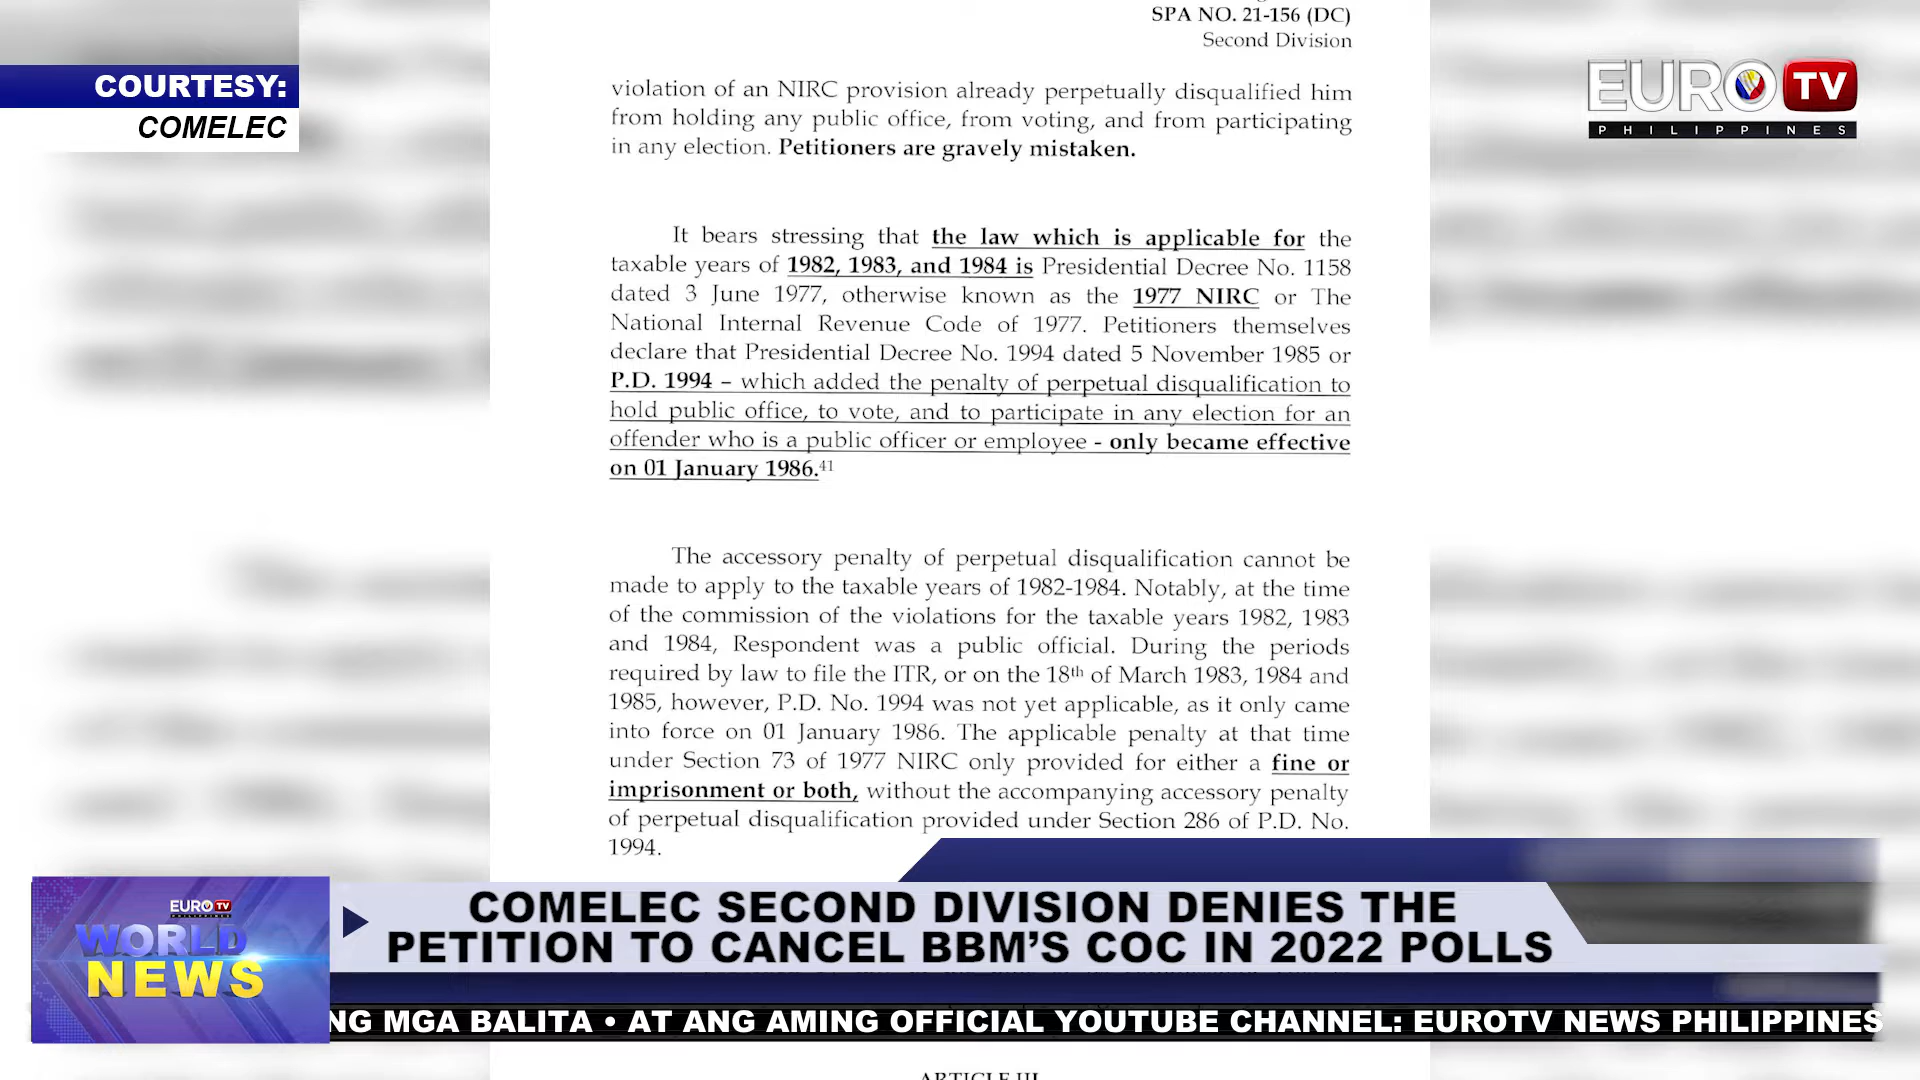 SPA NO. 21-156 (DC)
Second Division
COURTESY:
COMELEC
EURO TV
PHILIPPINES
violation of an NIRC provision already perpetually disqualified him
from holding any public office, from voting, and from participating
in any election. Petitioners are gravely mistaken.
It bears stressing that the law which is applicable for the
taxable years of 1982, 1983, and 1984 is Presidential Decree No. 1158
dated 3 June 1977, otherwise known as the 1977 NIRC or The
National Internal Revenue Code of 1977. Petitioners themselves
declare that Presidential Decree No. 1994 dated 5 November 1985 or
P.D. 1994 – which added the penalty of perpetual disqualification to
hold public office, to vote, and to participate in any election for an
offender who is a public officer or employee - only became effective
on 01 January 1986.41
The accessory penalty of perpetual disqualification cannot be
made to apply to the taxable years of 1982-1984. Notably, at the time
of the commission of the violations for the taxable years 1982, 1983
and 1984, Respondent was a public official. During the periods
required by law to file the ITR, or on the 18th of March 1983, 1984 and
1985, however, P.D. No. 1994 was not yet applicable, as it only came
into force on 01 January 1986. The applicable penalty at that time
under Section 73 of 1977 NIRC only provided for either a fine or
imprisonment or both, without the accompanying accessory penalty
of perpetual disqualification provided under Section 286 of P.D. No.
1994.
EURO TV
PHILIPPINES
WORLD
NEWS
COMELEC SECOND DIVISION DENIES THE
PETITION TO CANCEL BBM'S COC IN 2022 POLLS
NG MGA BALITA • AT ANG AMING OFFICIAL YOUTUBE CHANNEL: EUROTV NEWS PHILIPPINES
ARTICLE III